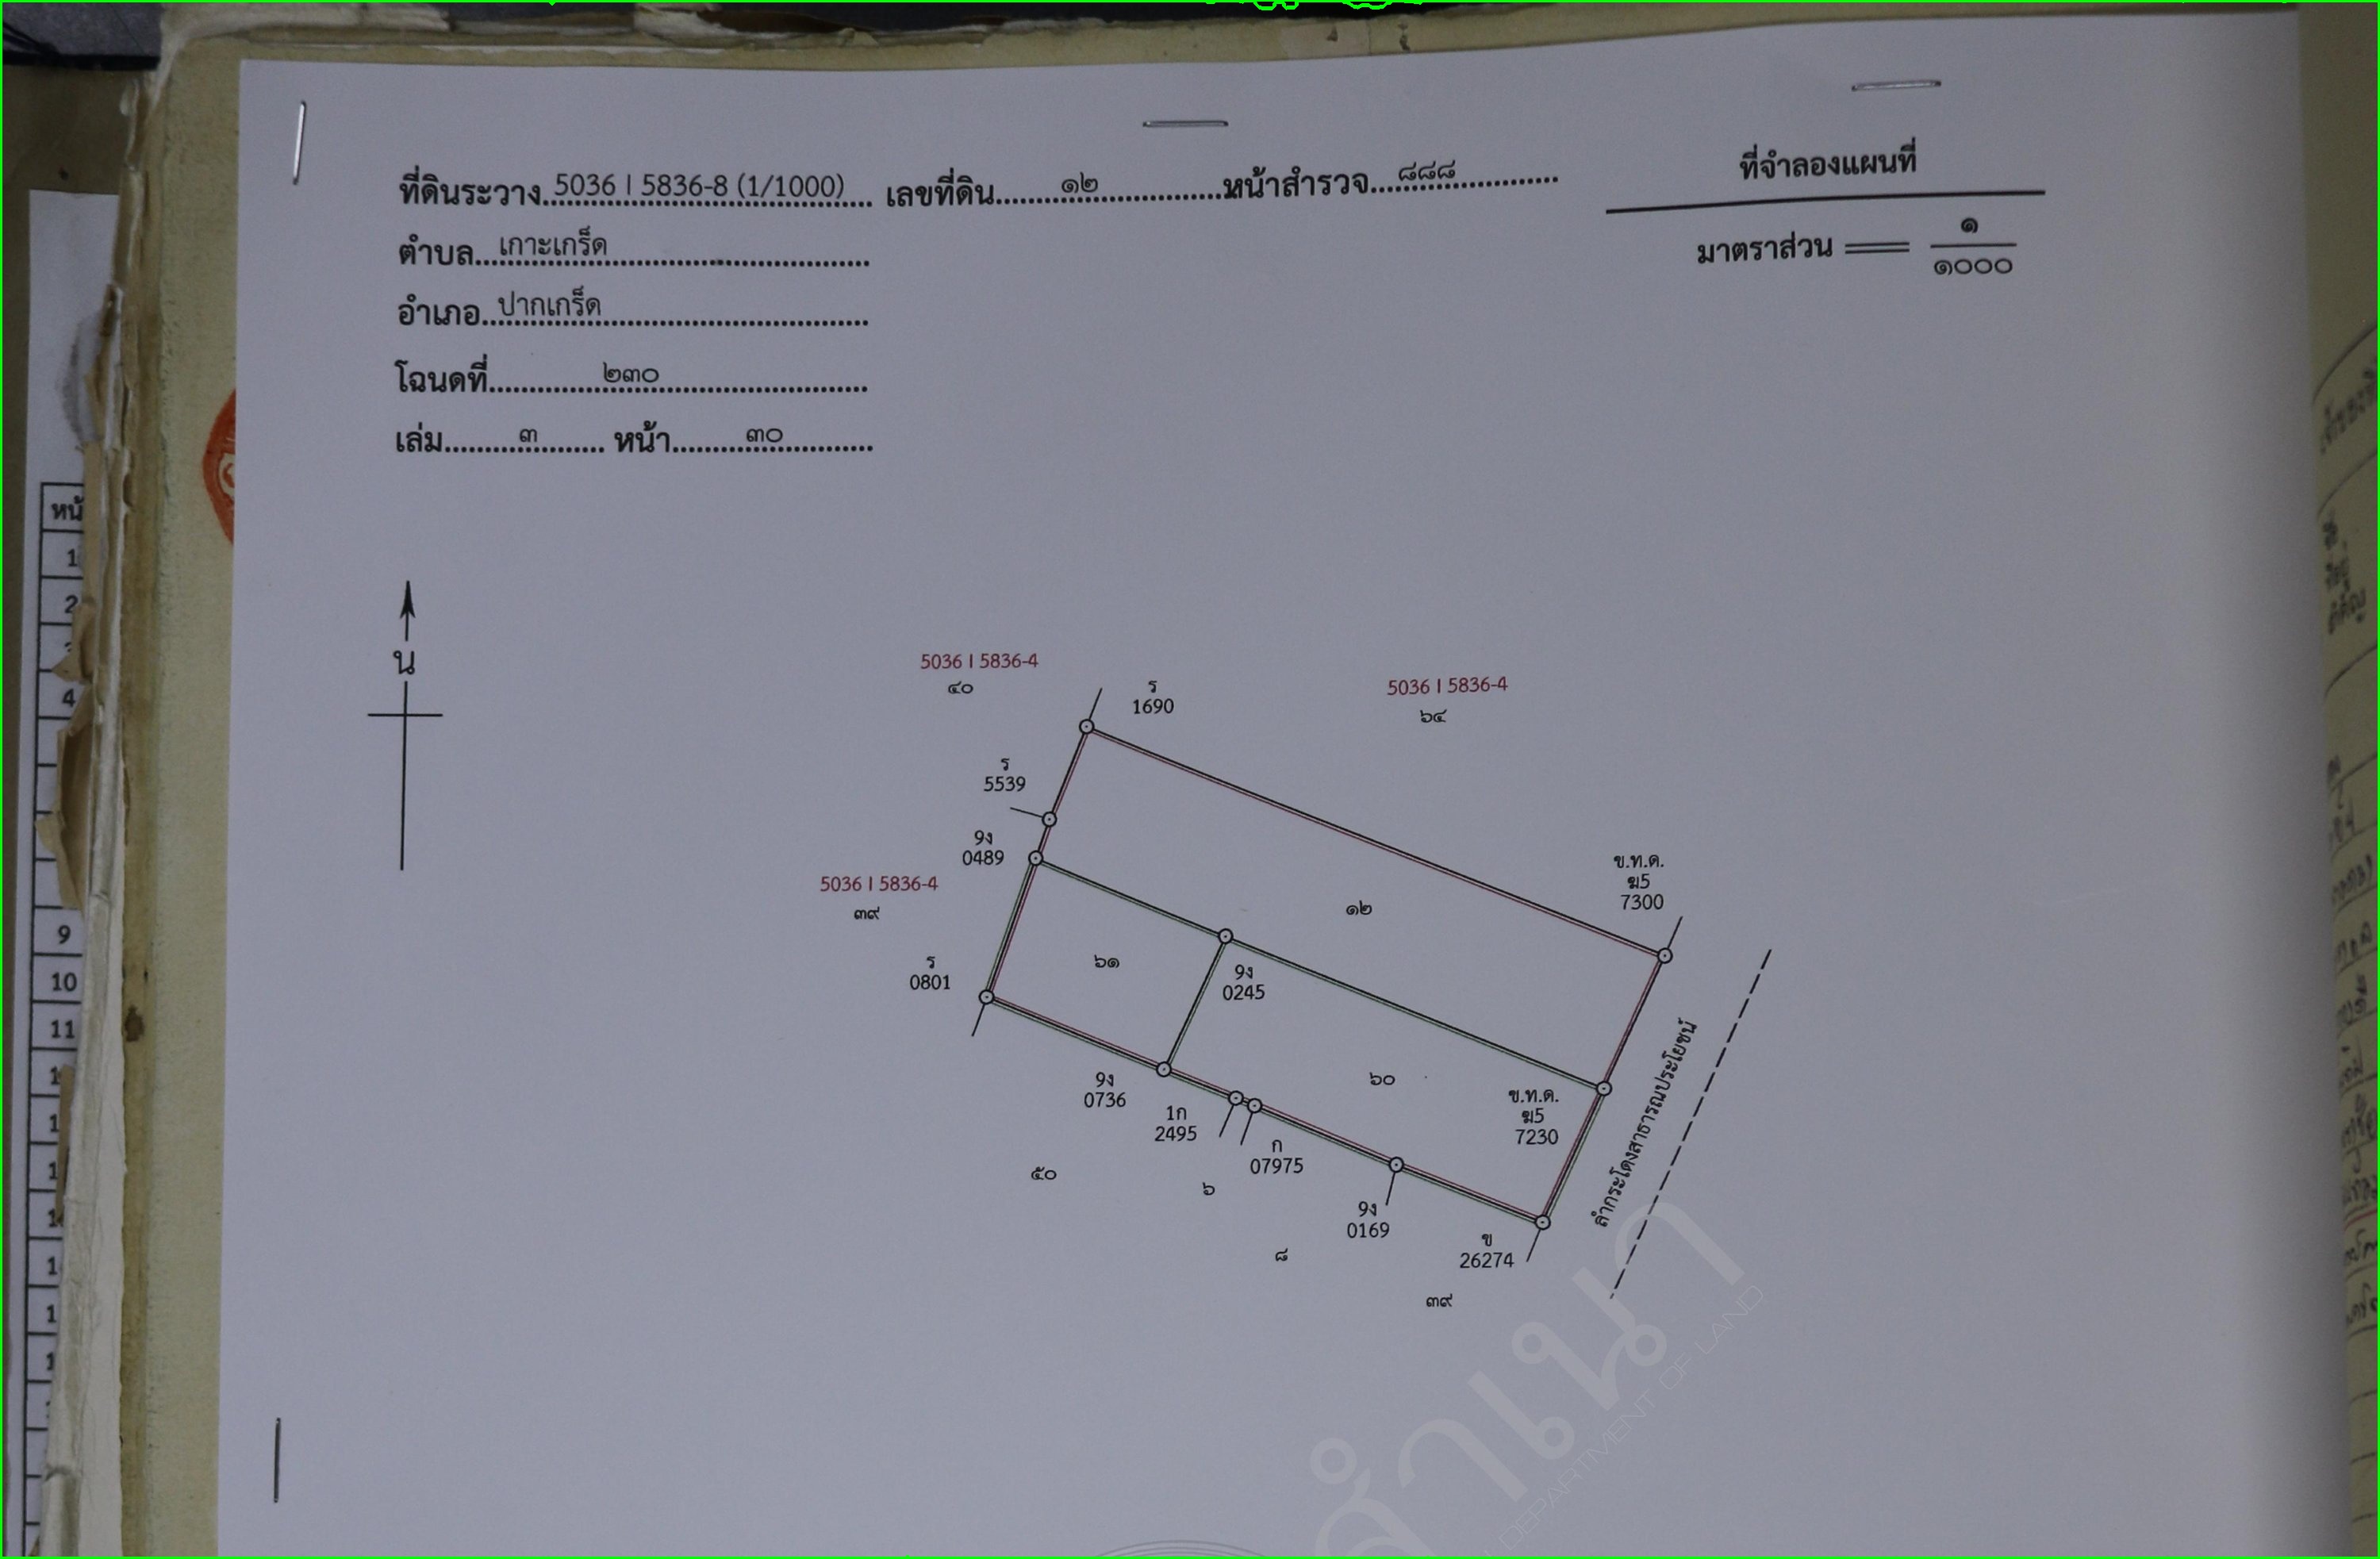 ที่ดินระวาง 5036 I 5836-8 (1/1000) เลขที่ดิน ๑๒ หน้าสำรวจ ๘๘๘
ที่จำลองแผนที่
ตำบล เกาะเกร็ด
มาตราส่วน ๑
๑๐๐๐
อำเภอ ปากเกร็ด
โฉนดที่ ๒๓๐
เล่ม ๓ หน้า ๓๐
น
5036 I 5836-4
๔๐
ร
1690
5036 I 5836-4
๖๔
ร
5539
9ง
0489
5036 I 5836-4
๓๙
ข.ท.ด.
ฆ5
7300
๑๒
๖๑
ร
0801
9ง
0245
9ง
0736
๖๐
ข.ท.ด.
ฆ5
7230
1ก
2495
ก
07975
ลำกระโดงสาธารณประโยชน์
๕๐
๖
9ง
0169
๘
ข
26274
๓๙
สำเนา
DEPARTMENT OF LAND
หน้
1
2
4
9
10
11